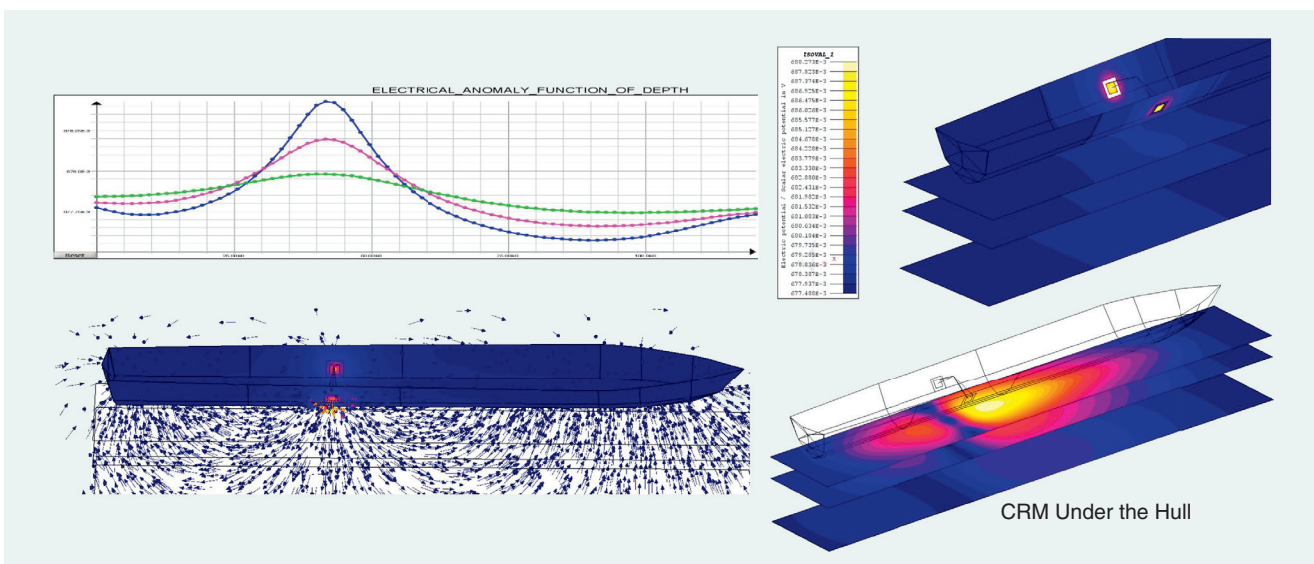 ELECTRICAL_ANOMALY_FUNCTION_OF_DEPTH
Reset
ISOVAL_1
Electric potential / Scalar electric potential in V
688.273E-3
687.823E-3
687.374E-3
686.925E-3
686.475E-3
686.026E-3
685.577E-3
685.127E-3
684.678E-3
684.228E-3
683.779E-3
683.330E-3
682.880E-3
682.431E-3
681.982E-3
681.532E-3
681.083E-3
680.634E-3
680.184E-3
679.735E-3
679.285E-3
678.836E-3
678.387E-3
677.937E-3
677.488E-3
X
CRM Under the Hull